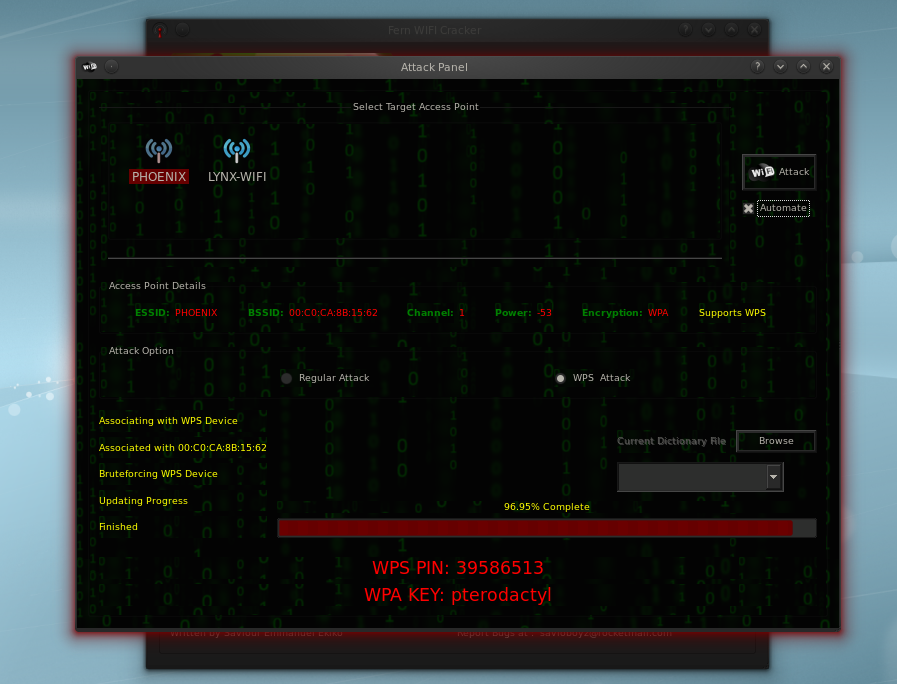 Fern WIFI Cracker
Attack Panel
Select Target Access Point
PHOENIX
LYNX-WIFI
WiFi Attack
Automate
Access Point Details
ESSID: PHOENIX BSSID: 00:C0:CA:8B:15:62 Channel: 1 Power: -53 Encryption: WPA Supports WPS
Attack Option
Regular Attack WPS Attack
Associating with WPS Device
Associated with 00:C0:CA:8B:15:62
Bruteforcing WPS Device
Updating Progress
Finished
Current Dictionary File Browse
96.95% Complete
WPS PIN: 39586513
WPA KEY: pterodactyl
Written by Saviour Emmanuel Ekiko Report Bugs at : savioboyz@rocketmail.com